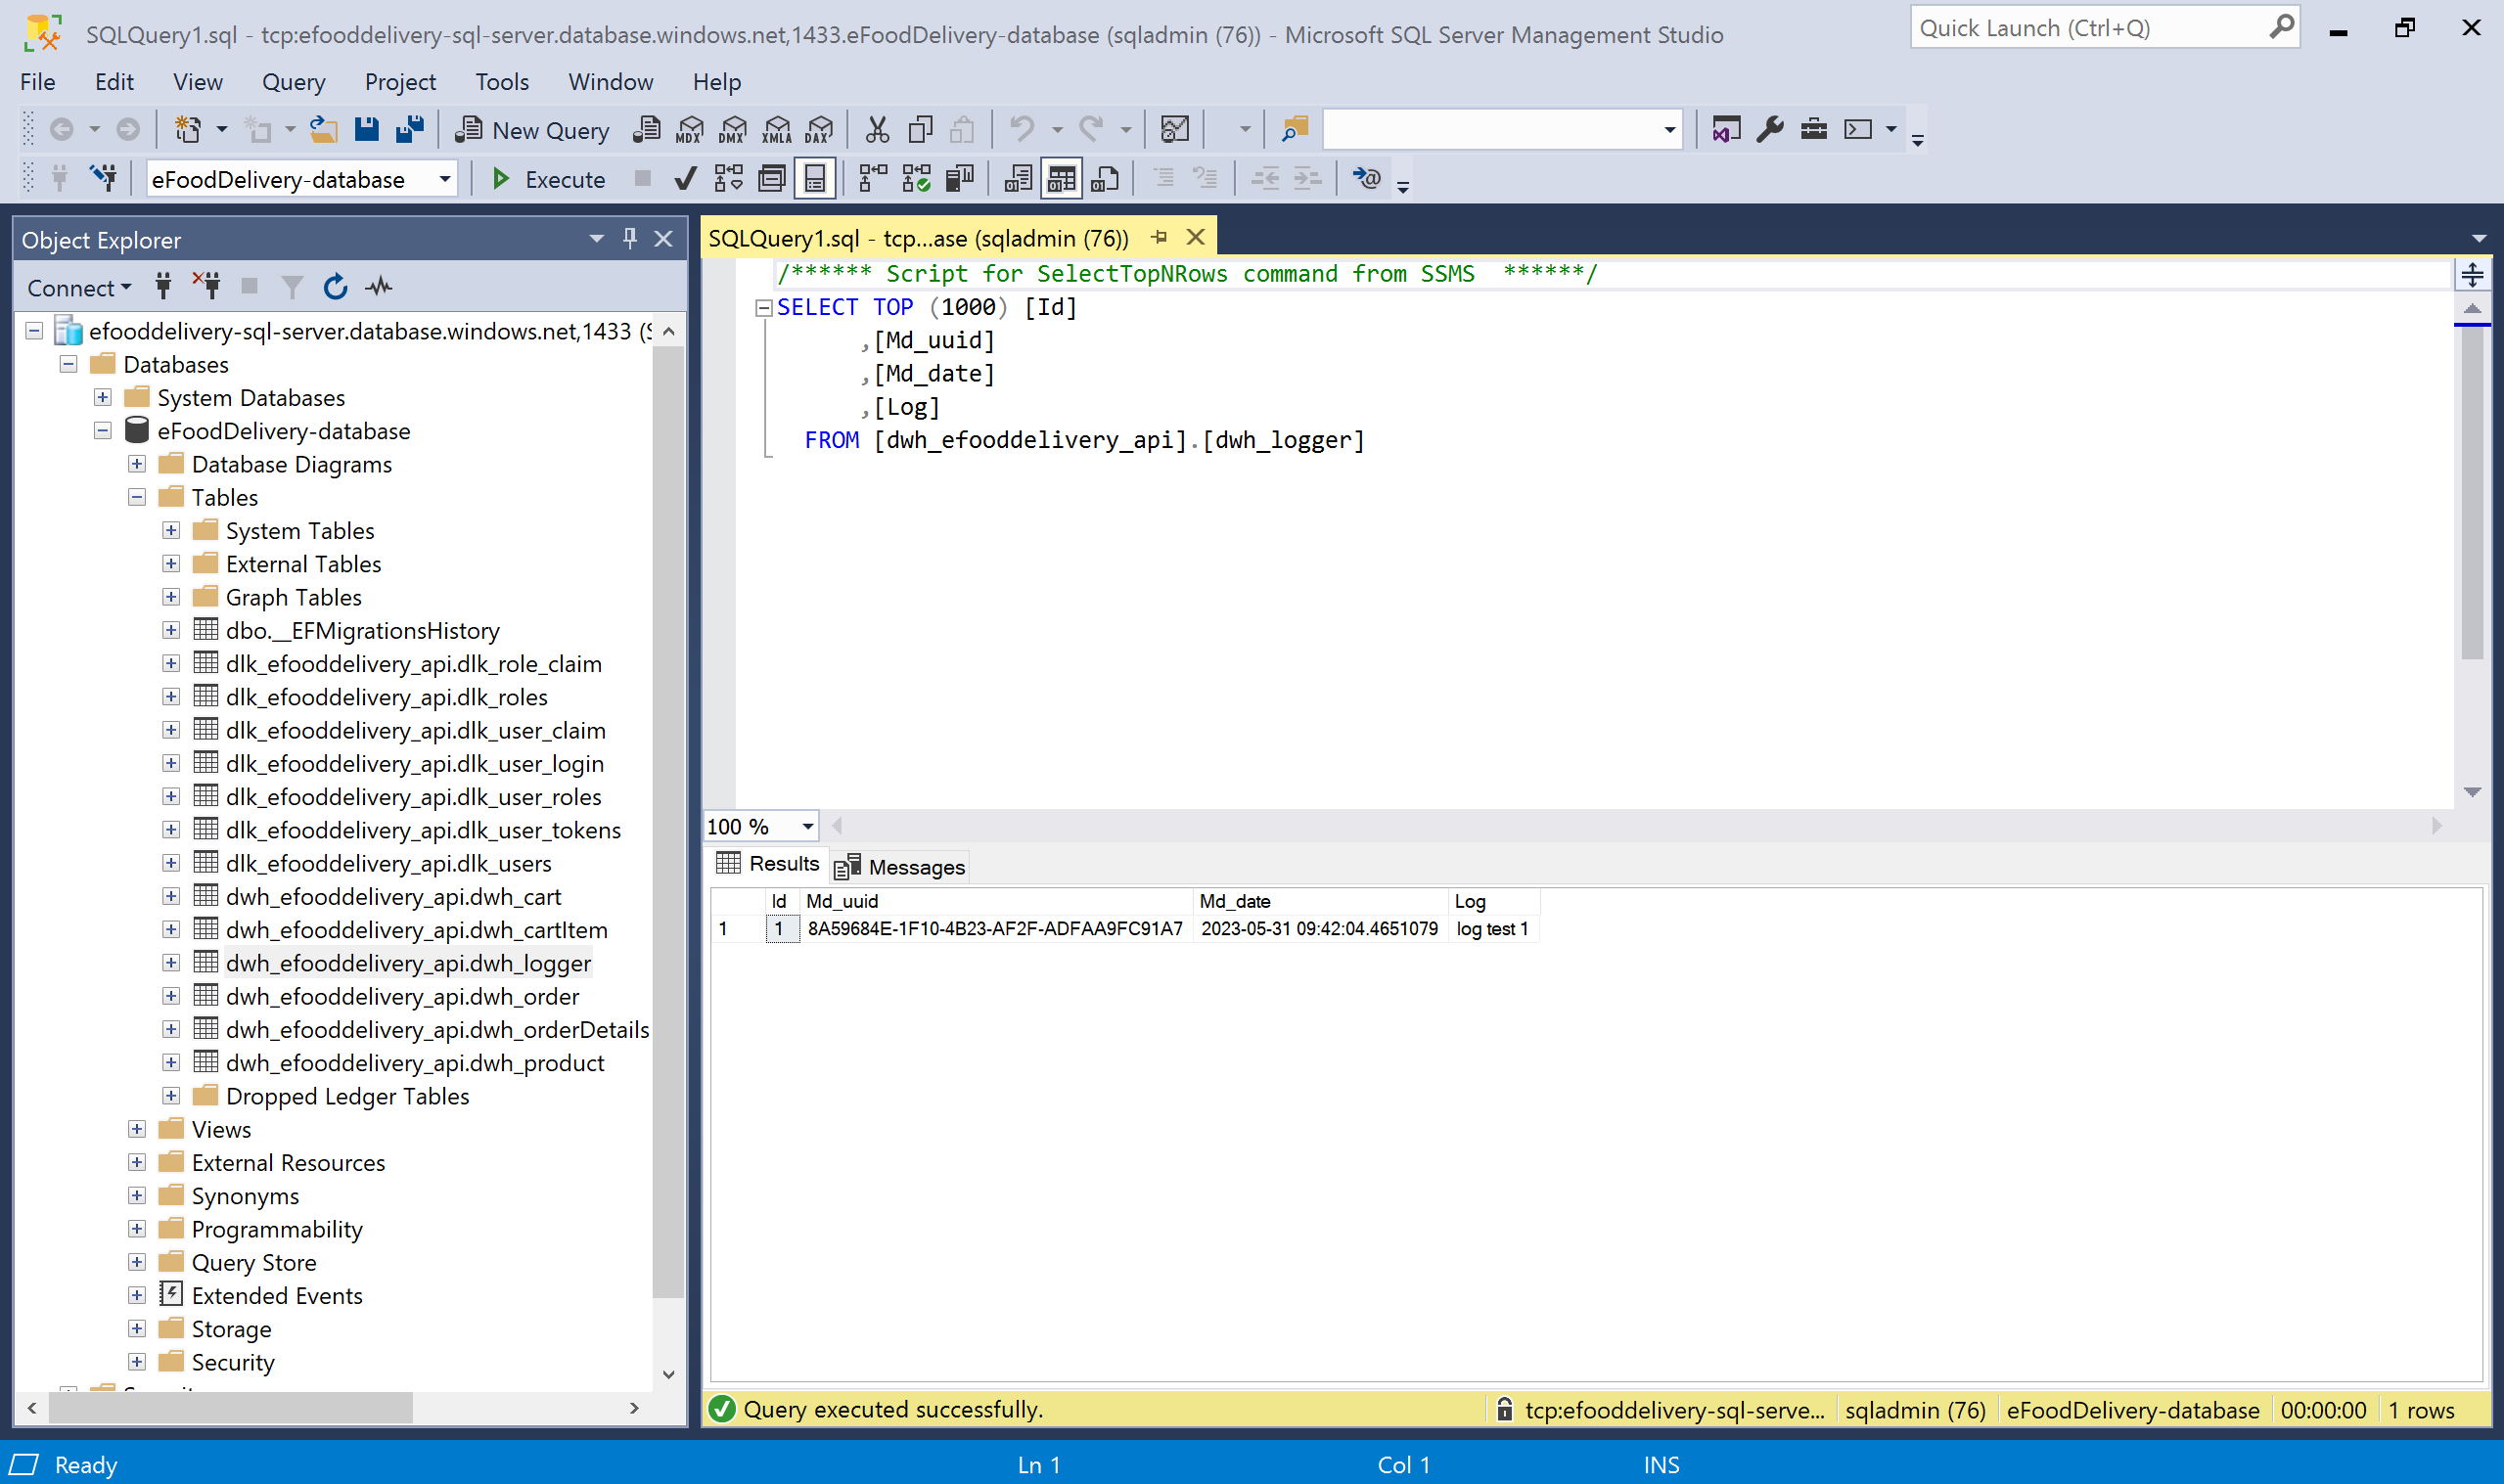 SQLQuery1.sql - tcp:efooddelivery-sql-server.database.windows.net,1433.eFoodDelivery-database (sqladmin (76)) - Microsoft SQL Server Management Studio
Quick Launch (Ctrl+Q)
File Edit View Query Project Tools Window Help
New Query
MDX DMX XMLA DAX
eFoodDelivery-database
Execute
Object Explorer
Connect
efooddelivery-sql-server.database.windows.net,1433 (S
Databases
System Databases
eFoodDelivery-database
Database Diagrams
Tables
System Tables
External Tables
Graph Tables
dbo.__EFMigrationsHistory
dlk_efooddelivery_api.dlk_role_claim
dlk_efooddelivery_api.dlk_roles
dlk_efooddelivery_api.dlk_user_claim
dlk_efooddelivery_api.dlk_user_login
dlk_efooddelivery_api.dlk_user_roles
dlk_efooddelivery_api.dlk_user_tokens
dlk_efooddelivery_api.dlk_users
dwh_efooddelivery_api.dwh_cart
dwh_efooddelivery_api.dwh_cartItem
dwh_efooddelivery_api.dwh_logger
dwh_efooddelivery_api.dwh_order
dwh_efooddelivery_api.dwh_orderDetails
dwh_efooddelivery_api.dwh_product
Dropped Ledger Tables
Views
External Resources
Synonyms
Programmability
Query Store
Extended Events
Storage
Security
SQLQuery1.sql - tcp...ase (sqladmin (76))
/****** Script for SelectTopNRows command from SSMS  ******/
SELECT TOP (1000) [Id]
,[Md_uuid]
,[Md_date]
,[Log]
FROM [dwh_efooddelivery_api].[dwh_logger]
100 %
Results Messages
Id Md_uuid Md_date Log
1 1 8A59684E-1F10-4B23-AF2F-ADFAA9FC91A7 2023-05-31 09:42:04.4651079 log test 1
Query executed successfully.
tcp:efooddelivery-sql-serve... sqladmin (76) eFoodDelivery-database 00:00:00 1 rows
Ready Ln 1 Col 1 INS